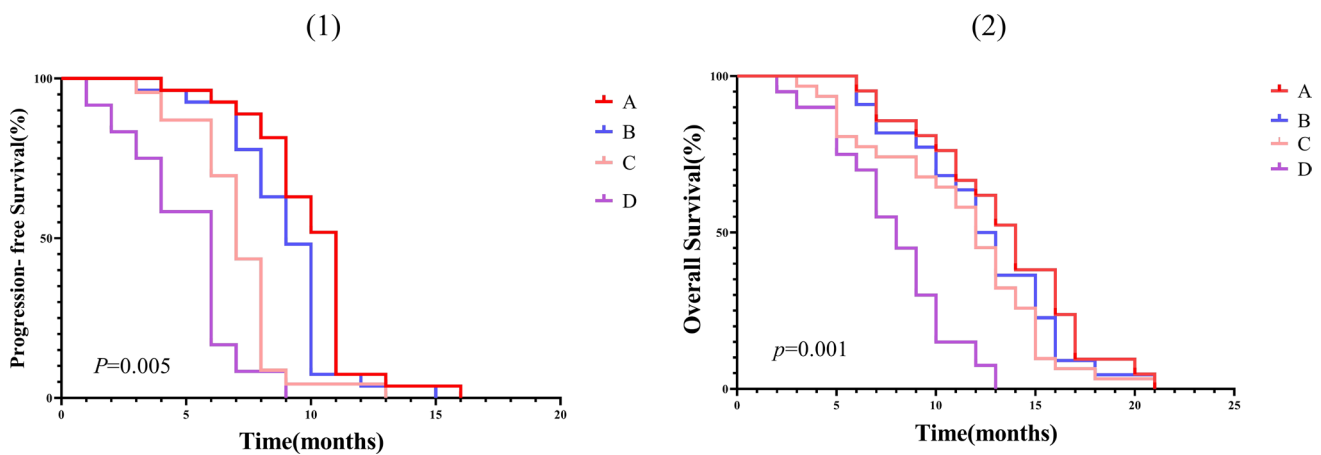 (1)
(2)
Progression- free Survival(%)
100
50
0
0 5 10 15 20
Time(months)
P=0.005
A
B
C
D
Overall Survival(%)
100
50
0
0 5 10 15 20 25
Time(months)
p=0.001
A
B
C
D